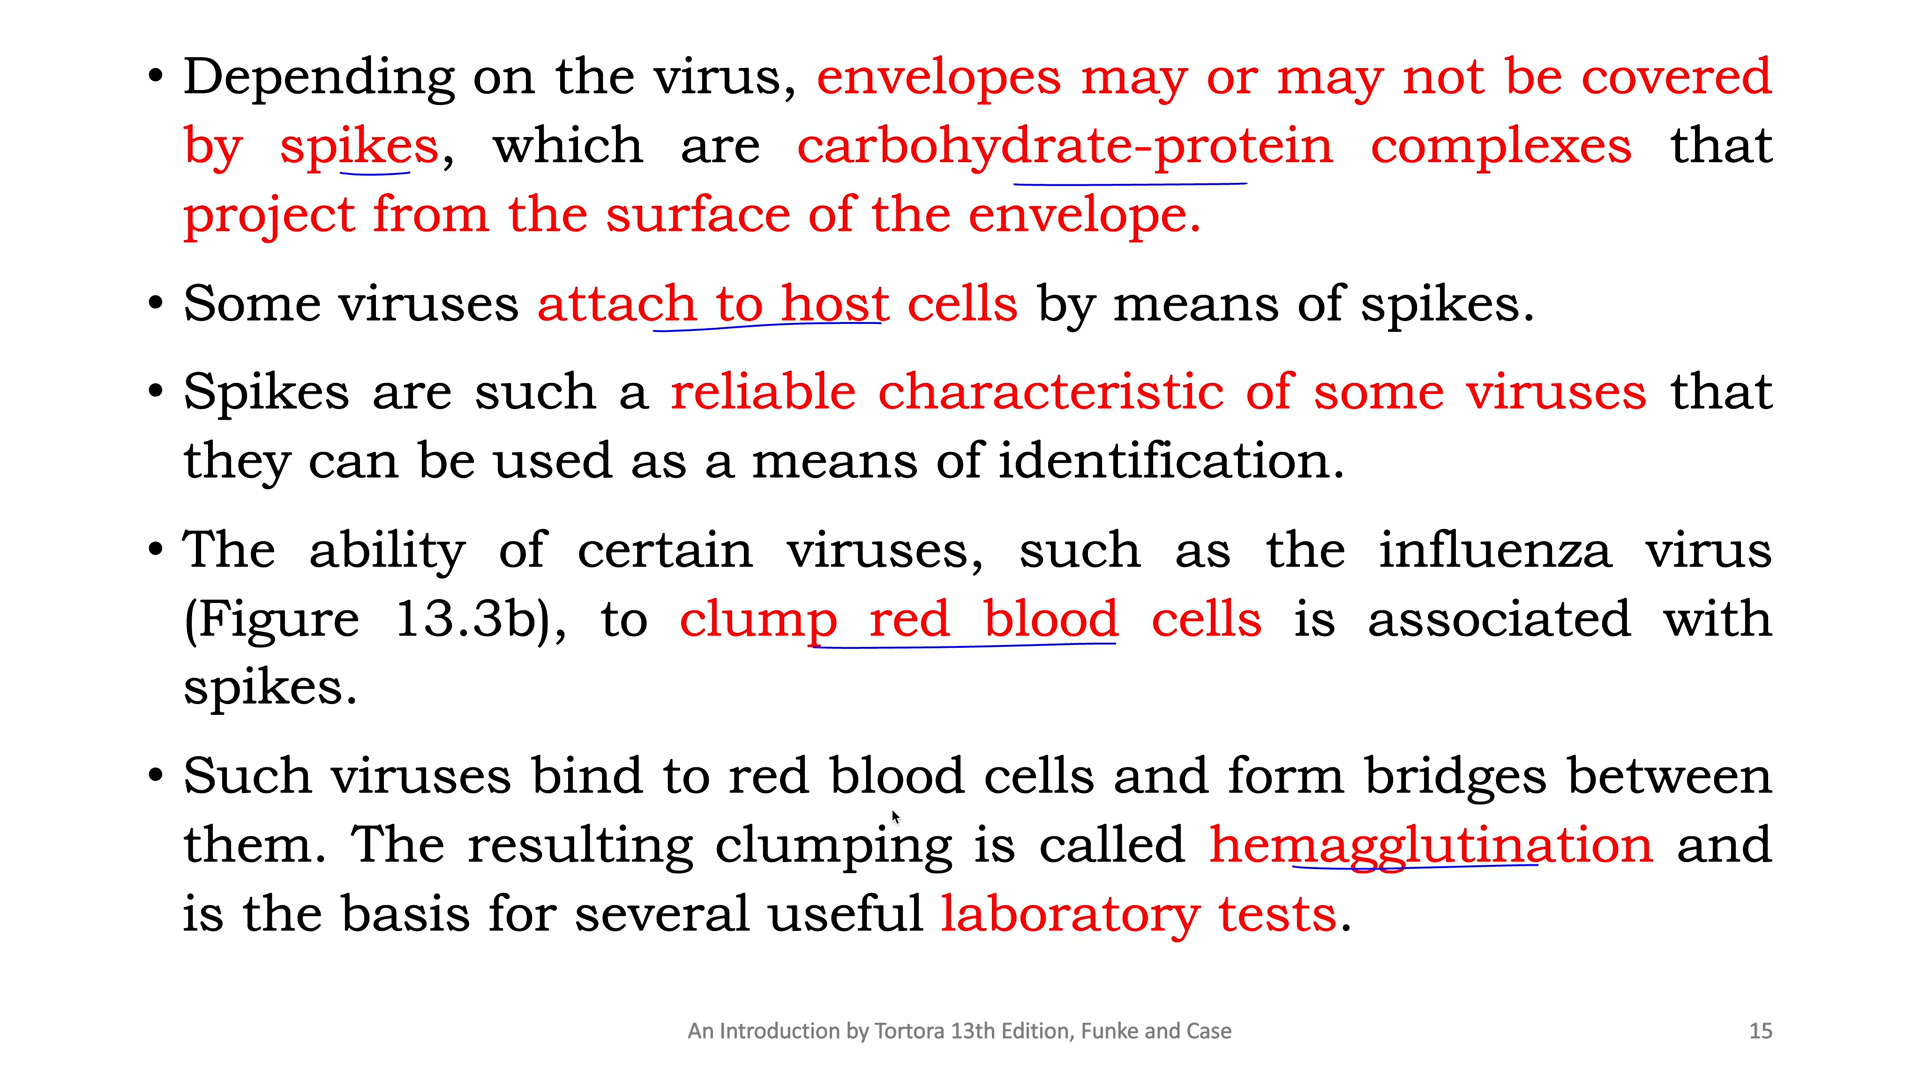 • Depending on the virus, envelopes may or may not be covered
by spikes, which are carbohydrate-protein complexes that
project from the surface of the envelope.
• Some viruses attach to host cells by means of spikes.
• Spikes are such a reliable characteristic of some viruses that
they can be used as a means of identification.
• The ability of certain viruses, such as the influenza virus
(Figure 13.3b), to clump red blood cells is associated with
spikes.
• Such viruses bind to red blood cells and form bridges between
them. The resulting clumping is called hemagglutination and
is the basis for several useful laboratory tests.
An Introduction by Tortora 13th Edition, Funke and Case
15